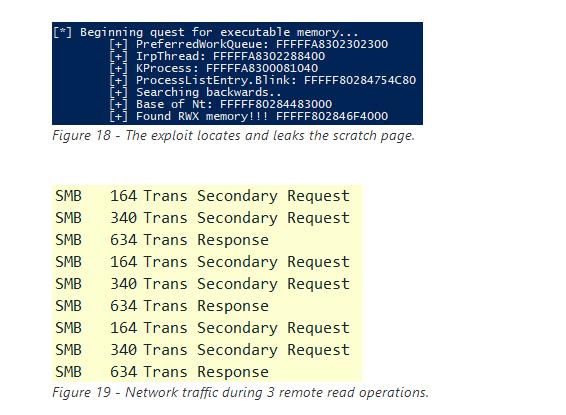 [*] Beginning quest for executable memory...
[+] PreferredWorkQueue: FFFFFA8302302300
[+] IrpThread: FFFFFA8302288400
[+] KProcess: FFFFFA8300081040
[+] ProcessListEntry.Blink: FFFFF80284754C80
[+] Searching backwards..
[+] Base of Nt: FFFFF80284483000
[+] Found RWX memory!!! FFFFF802846F4000
Figure 18 - The exploit locates and leaks the scratch page.
SMB 164 Trans Secondary Request
SMB 340 Trans Secondary Request
SMB 634 Trans Response
SMB 164 Trans Secondary Request
SMB 340 Trans Secondary Request
SMB 634 Trans Response
SMB 164 Trans Secondary Request
SMB 340 Trans Secondary Request
SMB 634 Trans Response
Figure 19 - Network traffic during 3 remote read operations.